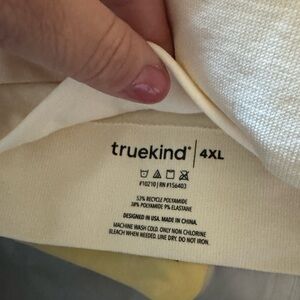 truekind® | 4XL
#10210 | RN #156403
53% RECYCLE POLYAMIDE
38% POLYAMIDE 9% ELASTANE
DESIGNED IN USA. MADE IN CHINA.
MACHINE WASH COLD. ONLY NON CHLORINE
BLEACH WHEN NEEDED. LINE DRY. DO NOT IRON.